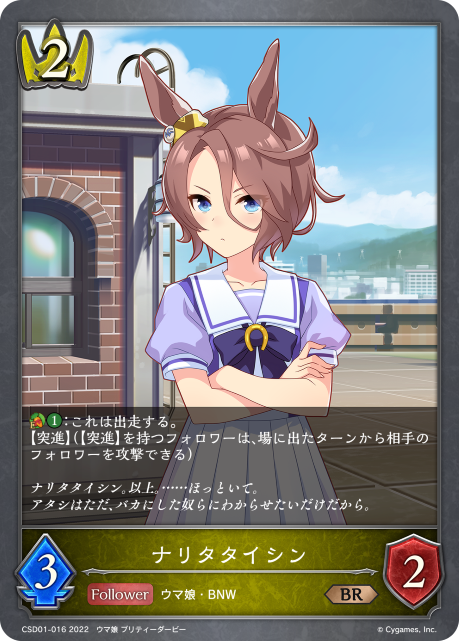 2
①：これは出走する。
【突進】（【突進】を持つフォロワーは、場に出たターンから相手の
フォロワーを攻撃できる）
ナリタタイシン。以上。……ほっといて。
アタシはただ、バカにした奴らにわからせたいだけだから。
ナリタタイシン
3
Follower ウマ娘・BNW BR
2
CSD01-016 2022 ウマ娘 プリティーダービー © Cygames, Inc.